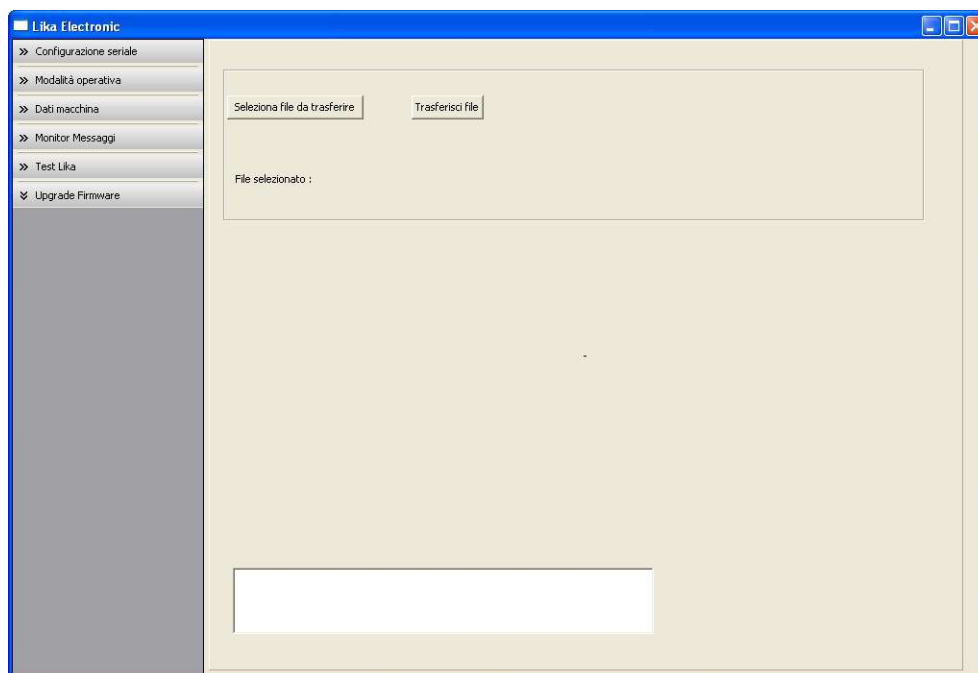 Lika Electronic
Configurazione seriale
Modalità operativa
Dati macchina
Monitor Messaggi
Test Lika
Upgrade Firmware
Seleziona file da trasferire
Trasferisci file
File selezionato :
-